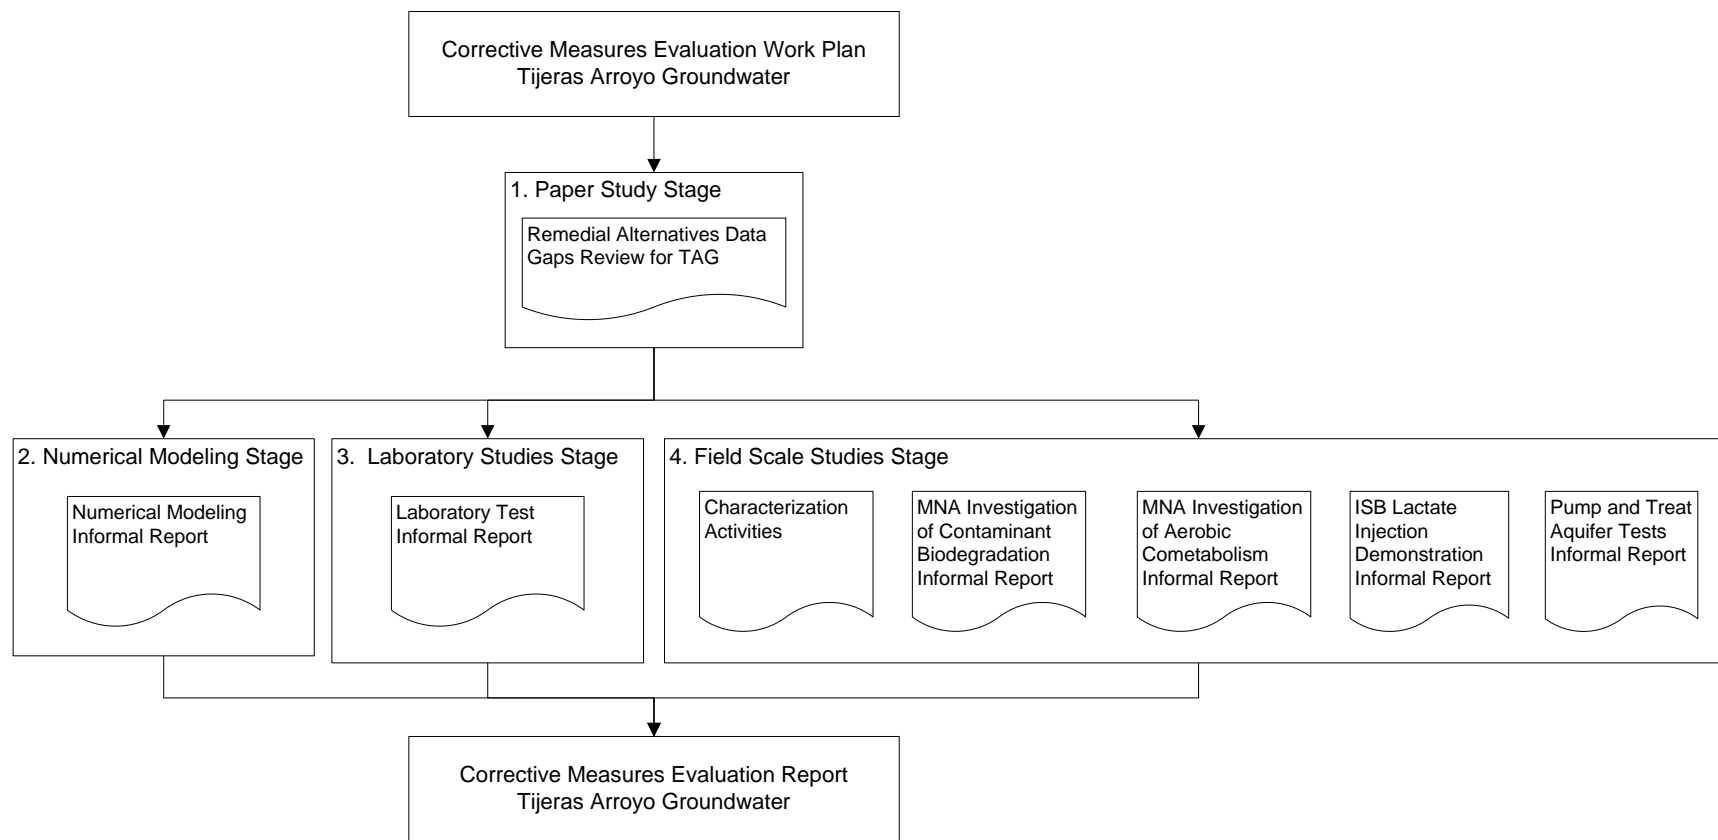 Corrective Measures Evaluation Work Plan
Tijeras Arroyo Groundwater
1. Paper Study Stage
Remedial Alternatives Data
Gaps Review for TAG
2. Numerical Modeling Stage
Numerical Modeling
Informal Report
3. Laboratory Studies Stage
Laboratory Test
Informal Report
4. Field Scale Studies Stage
Characterization
Activities
MNA Investigation
of Contaminant
Biodegradation
Informal Report
MNA Investigation
of Aerobic
Cometabolism
Informal Report
ISB Lactate
Injection
Demonstration
Informal Report
Pump and Treat
Aquifer Tests
Informal Report
Corrective Measures Evaluation Report
Tijeras Arroyo Groundwater